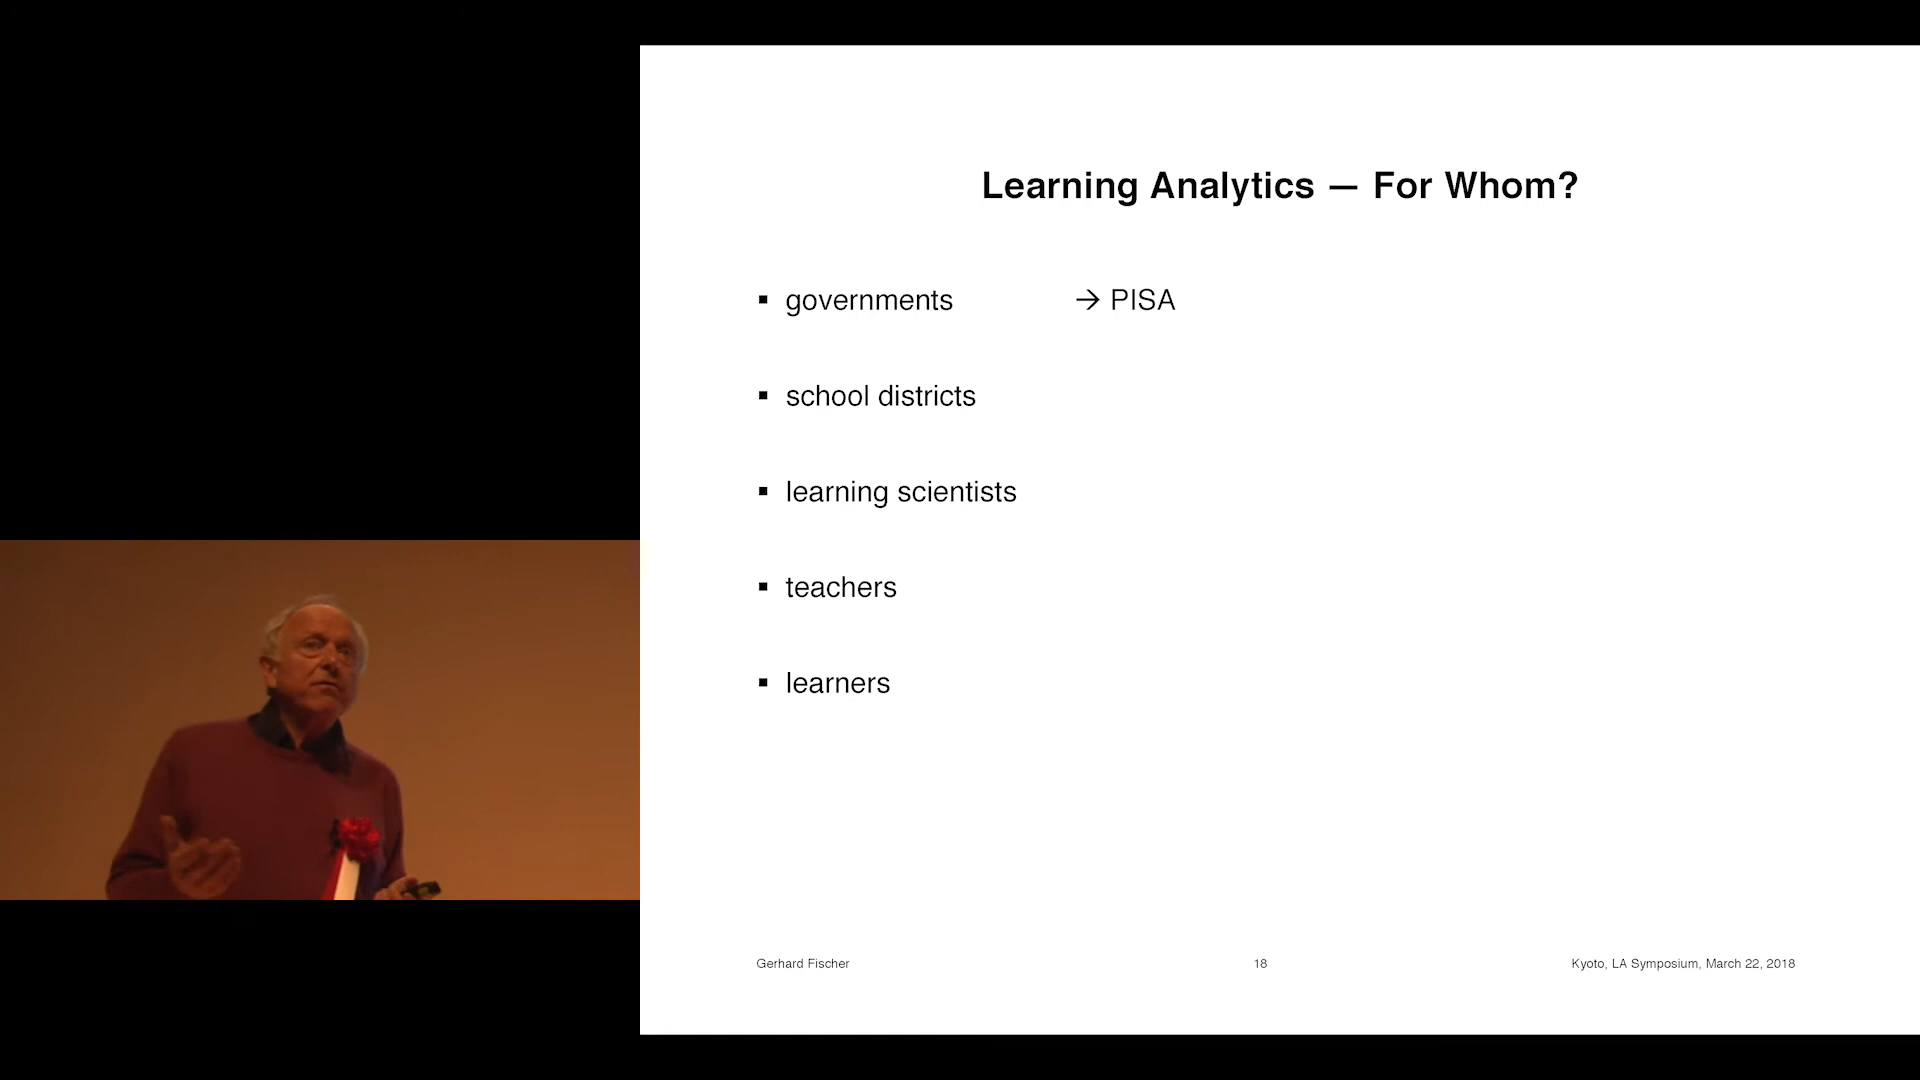 Learning Analytics — For Whom?
▪ governments → PISA
▪ school districts
▪ learning scientists
▪ teachers
▪ learners
Gerhard Fischer 18 Kyoto, LA Symposium, March 22, 2018